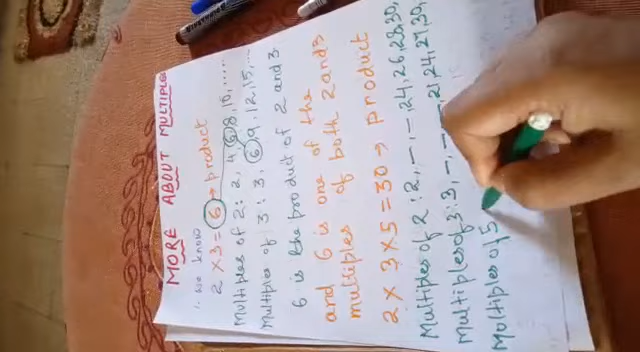 MORE ABOUT MULTIPLES
1. we know
2 x 3 = 6 → product
Multiples of 2 : 2, 4 6, 8, 10, .....
Multiples of 3 : 3, 6, 9, 12, 15, ...
6 is the product of 2 and 3
and 6 is one of the
multiples of both 2 and 3
2 x 3 x 5 = 30 → product
Multiples of 2 : 2, -, -, - 24, 26, 28, 30,
Multiples of 3 : 3, -, -, -, 21, 24, 27, 30,
Multiples of 5